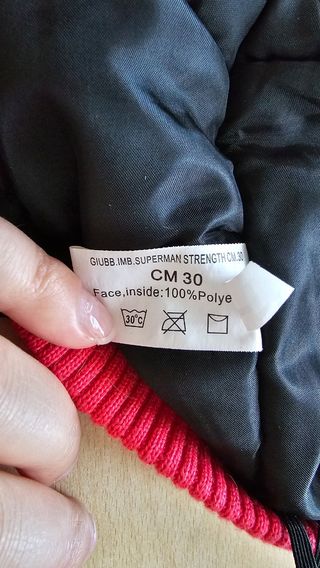 GIUBB.IMB.SUPERMAN STRENGTH CM.30
CM 30
Face,inside:100%Polye
30°C